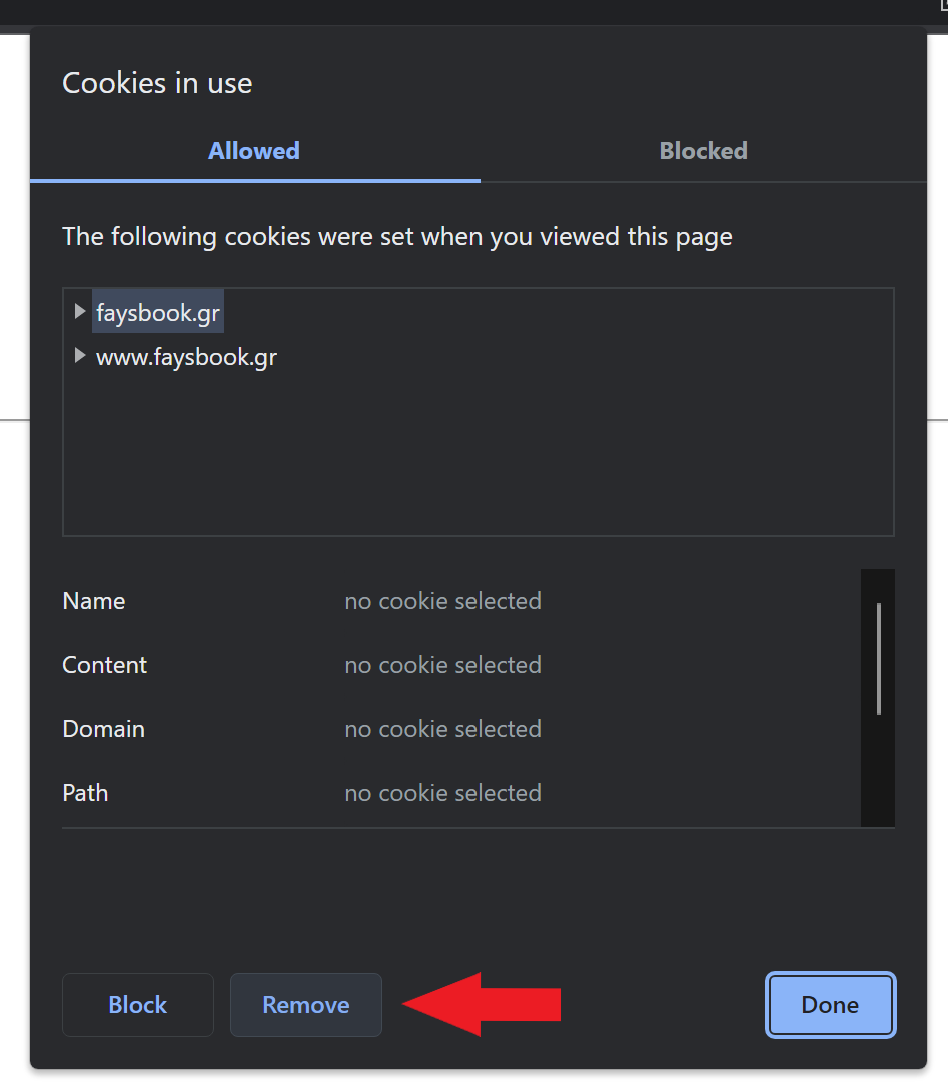 Cookies in use
Allowed Blocked
The following cookies were set when you viewed this page
faysbook.gr
www.faysbook.gr
Name no cookie selected
Content no cookie selected
Domain no cookie selected
Path no cookie selected
Block Remove Done